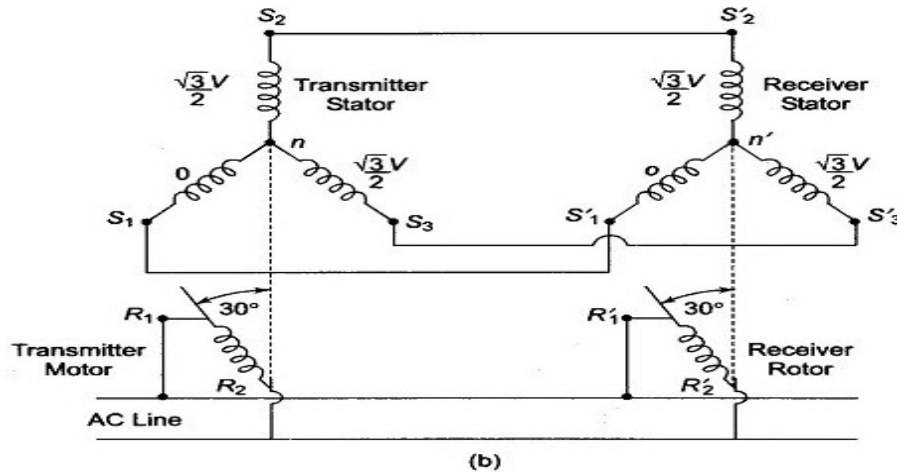 S₂
S'₂
√3/2 V
Transmitter
Stator
√3/2 V
Receiver
Stator
n
n'
0
√3/2 V
o
√3/2 V
S₁
S₃
S'₁
S'₃
30°
30°
R₁
R'₁
Transmitter
Motor
R₂
Receiver
Rotor
R'₂
AC Line
(b)